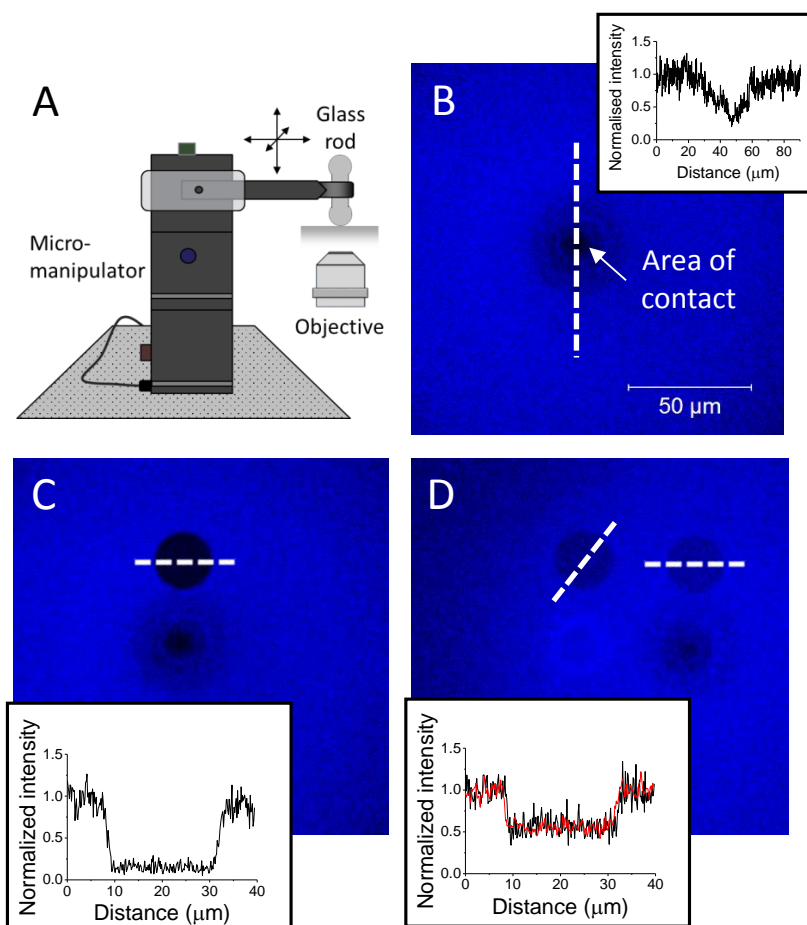 A
Glass
rod
Micro-
manipulator
Objective
B
Normalised intensity
1.5
1.0
0.5
0.0
0 20 40 60 80
Distance (μm)
Area of
contact
50 μm
C
Normalized intensity
1.5
1.0
0.5
0.0
0 10 20 30 40
Distance (μm)
D
Normalized intensity
1.5
1.0
0.5
0.0
0 10 20 30 40
Distance (μm)